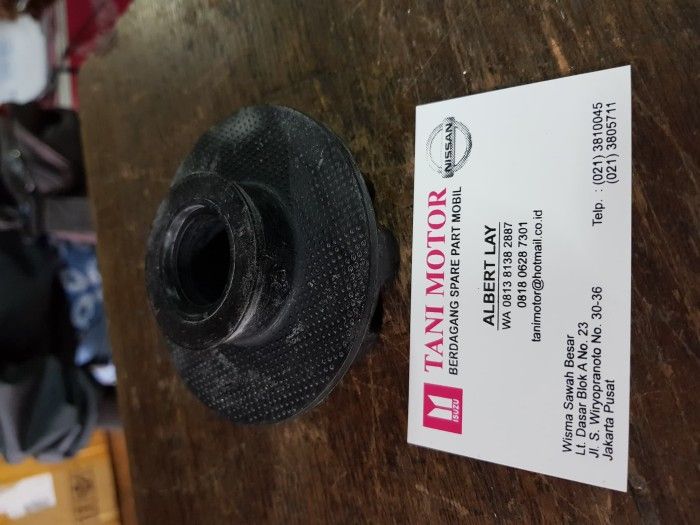 ISUZU
TANI MOTOR
BERDAGANG SPARE PART MOBIL
NISSAN
ALBERT LAY
WA 0813 8138 2887
0818 0628 7301
tanimotor@hotmail.co.id
Wisma Sawah Besar
Lt. Dasar Blok A No. 23
Jl. S. Wiryopranoto No. 30-36
Jakarta Pusat
Telp. : (021) 3810045
(021) 3805711